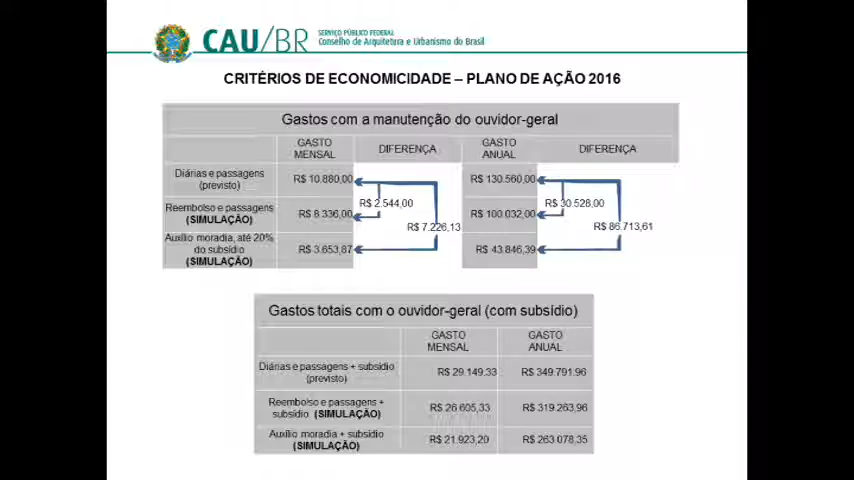 CAU/BR
SERVIÇO PÚBLICO FEDERAL
Conselho de Arquitetura e Urbanismo do Brasil
CRITÉRIOS DE ECONOMICIDADE – PLANO DE AÇÃO 2016
Gastos com a manutenção do ouvidor-geral
GASTO MENSAL DIFERENÇA GASTO ANUAL DIFERENÇA
Diárias e passagens (previsto) R$ 10.880,00 R$ 130.560,00
R$ 2.544,00 R$ 30.528,00
Reembolso e passagens (SIMULAÇÃO) R$ 8.336,00 R$ 100.032,00
R$ 7.226,13 R$ 86.713,61
Auxílio moradia, até 20% do subsídio (SIMULAÇÃO) R$ 3.653,87 R$ 43.846,39
Gastos totais com o ouvidor-geral (com subsídio)
GASTO MENSAL GASTO ANUAL
Diárias e passagens + subsídio (previsto) R$ 29.149,33 R$ 349.791,96
Reembolso e passagens + subsídio (SIMULAÇÃO) R$ 26.605,33 R$ 319.263,96
Auxílio moradia + subsídio (SIMULAÇÃO) R$ 21.923,20 R$ 263.078,35